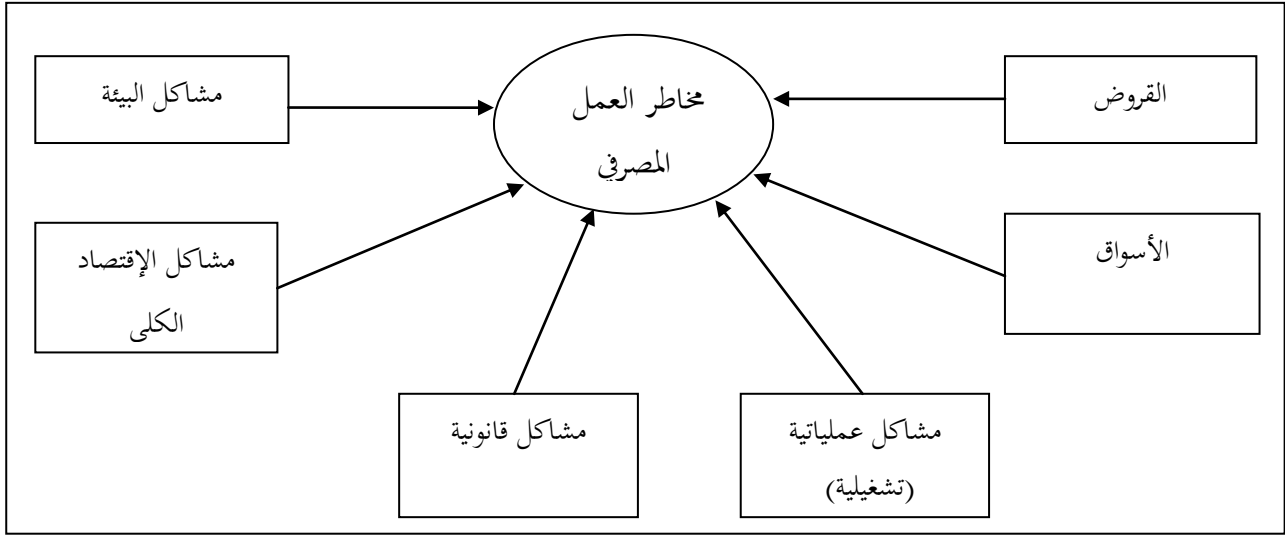 مخاطر العمل
المصرفي
القروض
مشاكل البيئة
الأسواق
مشاكل الإقتصاد
الكلى
مشاكل عملياتية
(تشغيلية)
مشاكل قانونية